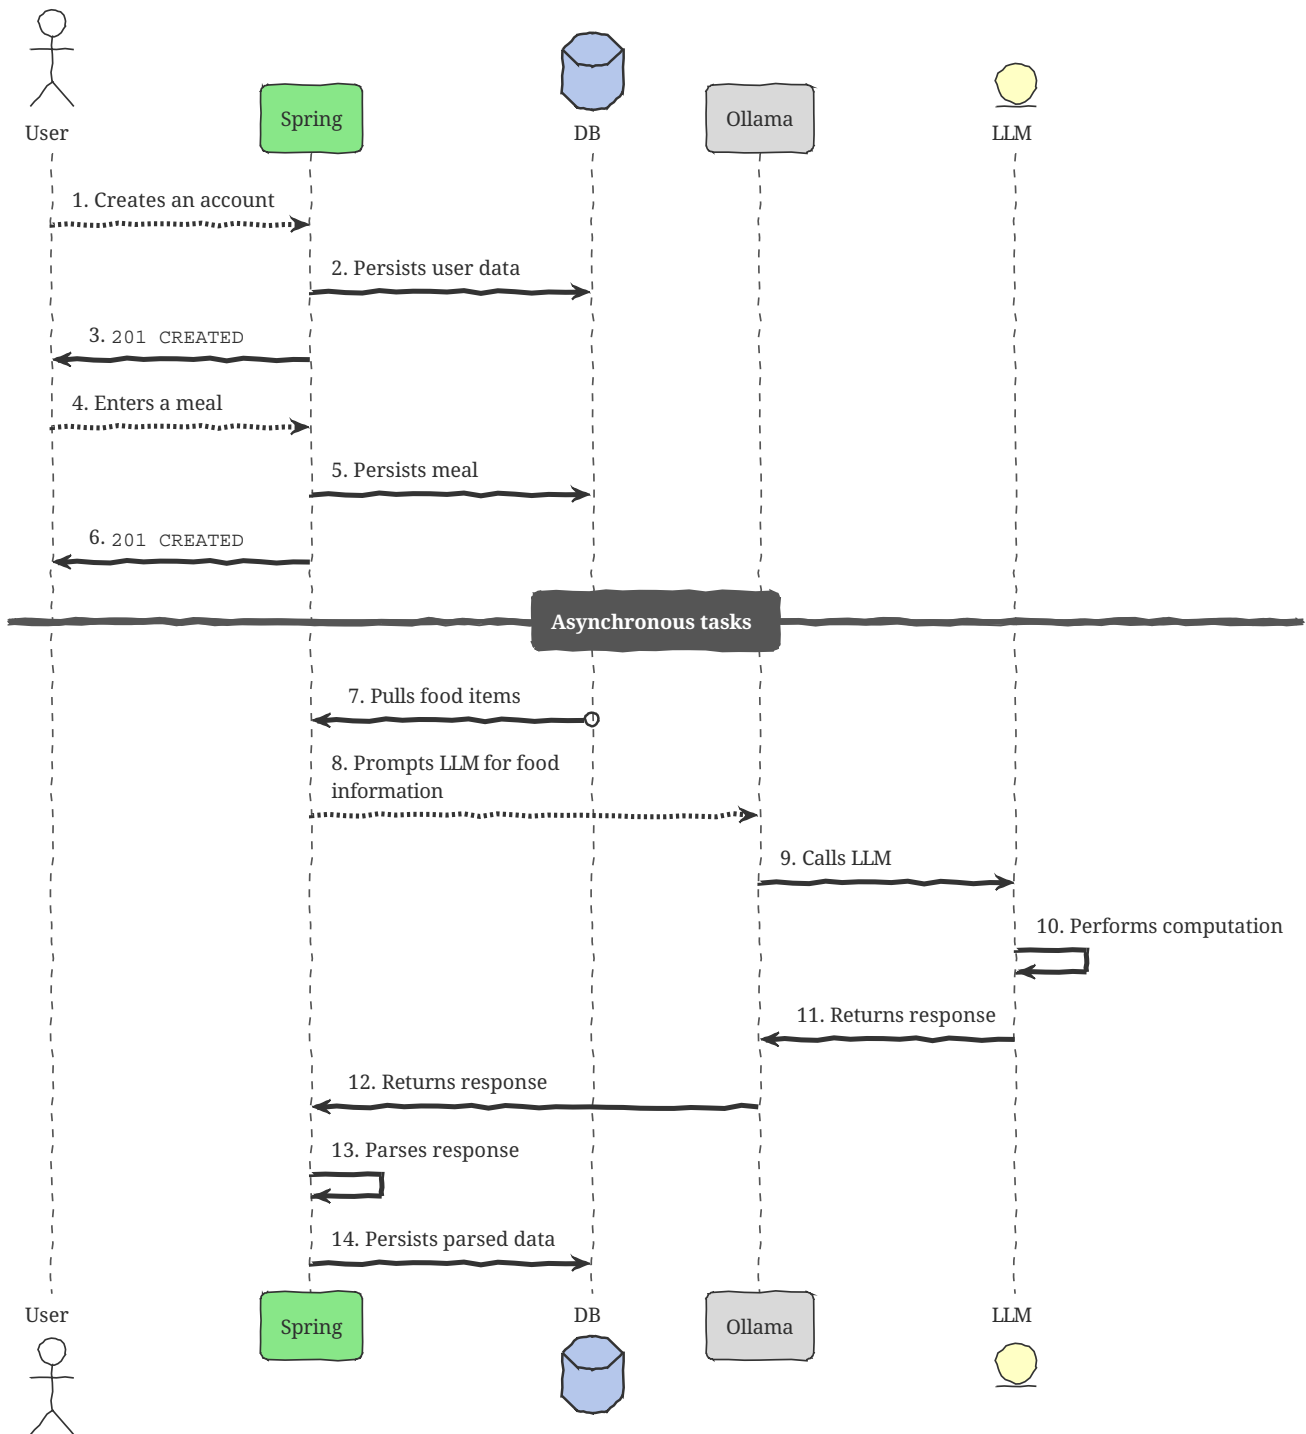 User
Spring
DB
Ollama
LLM
1. Creates an account
2. Persists user data
3. 201 CREATED
4. Enters a meal
5. Persists meal
6. 201 CREATED
Asynchronous tasks
7. Pulls food items
8. Prompts LLM for food
information
9. Calls LLM
10. Performs computation
11. Returns response
12. Returns response
13. Parses response
14. Persists parsed data
User
Spring
DB
Ollama
LLM